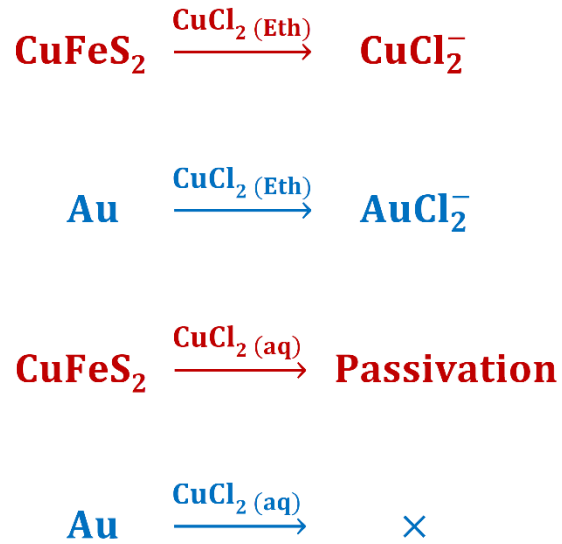 CuFeS₂ CuCl₂ (Eth) → CuCl₂⁻
Au CuCl₂ (Eth) → AuCl₂⁻
CuFeS₂ CuCl₂ (aq) → Passivation
Au CuCl₂ (aq) → ×